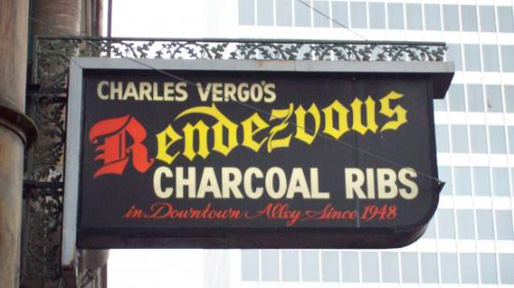 CHARLES VERGO'S
Rendezvous
CHARCOAL RIBS
in Downtown Alley Since 1948